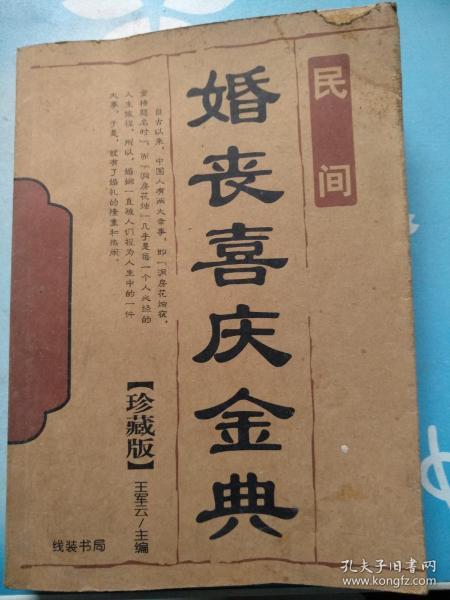 民间
婚丧喜庆金典
自古以来，中国人有两大幸事，即“洞房花烛夜，
金榜题名时”，而“洞房花烛”几乎是每一个人必经的
人生旅程，所以，婚姻一直被人们视为人生中的一件
大事，于是，就有了婚礼的隆重和热闹。
【珍藏版】
王军云/主编
线装书局
孔夫子旧书网
www.kongfz.com